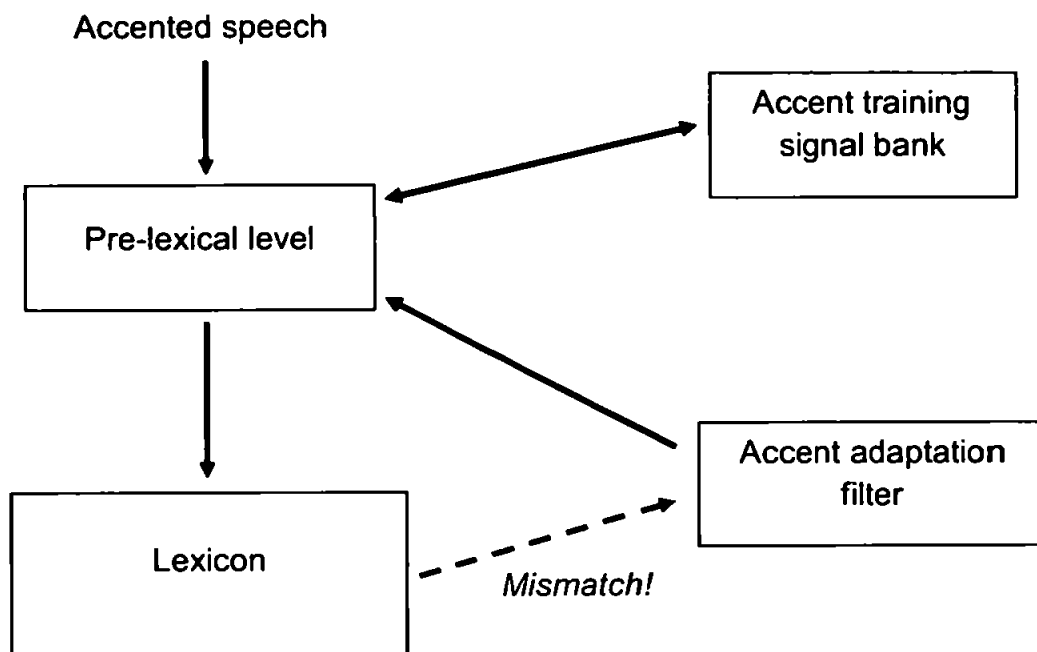 Accented speech
Accent training
signal bank
Pre-lexical level
Accent adaptation
filter
Lexicon
Mismatch!